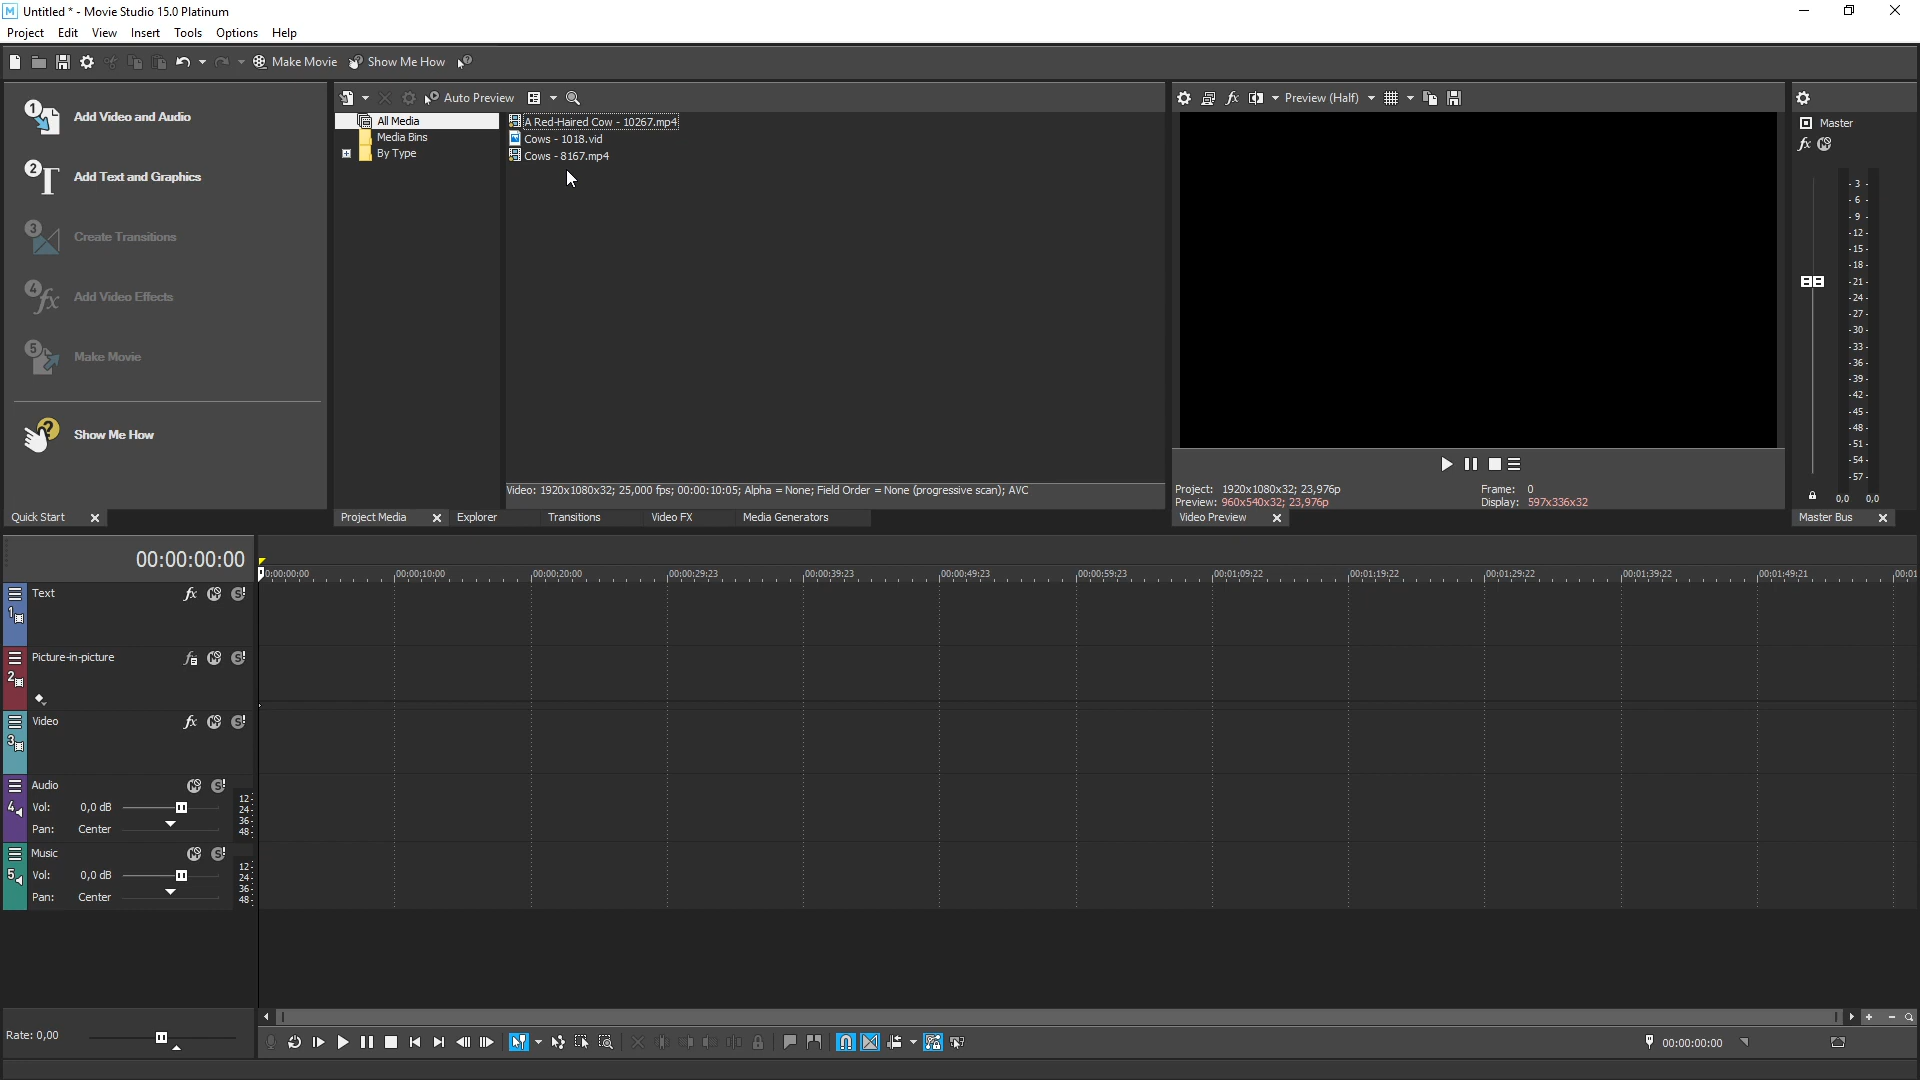 Untitled * - Movie Studio 15.0 Platinum
Project Edit View Insert Tools Options Help
Make Movie Show Me How
1 Add Video and Audio
2 Add Text and Graphics
3 Create Transitions
4 Add Video Effects
5 Make Movie
Show Me How
Quick Start
Auto Preview
All Media
Media Bins
By Type
A Red-Haired Cow - 10267.mp4
Cows - 1018.vid
Cows - 8167.mp4
Video: 1920x1080x32; 25,000 fps; 00:00:10:05; Alpha = None; Field Order = None (progressive scan); AVC
Project Media Explorer Transitions Video FX Media Generators
Preview (Half)
Project: 1920x1080x32; 23,976p Frame: 0
Preview: 960x540x32; 23,976p Display: 597x336x32
Video Preview
Master
fx
-3-
-6-
-9-
-12-
-15-
-18-
-21-
-24-
-27-
-30-
-33-
-36-
-39-
-42-
-45-
-48-
-51-
-54-
-57-
0,0 0,0
Master Bus
00:00:00:00
0:00:00:00 00:00:10:00 00:00:20:00 00:00:29:23 00:00:39:23 00:00:49:23 00:00:59:23 00:01:09:22 00:01:19:22 00:01:29:22 00:01:39:22 00:01:49:21 00:01
1 Text fx
2 Picture-in-picture
3 Video fx
Audio
4 Vol: 0,0 dB
Pan: Center
12
24
36
48
Music
5 Vol: 0,0 dB
Pan: Center
12
24
36
48
Rate: 0,00
00:00:00:00